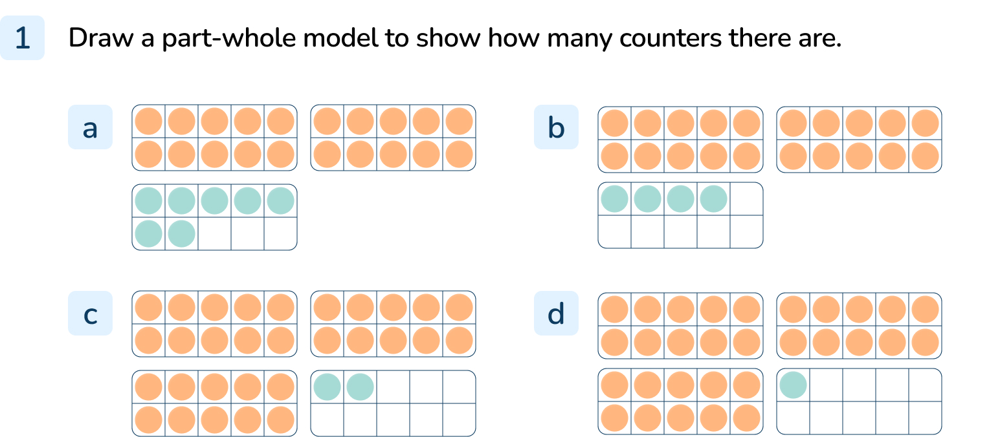 1 Draw a part-whole model to show how many counters there are.
a
b
c
d